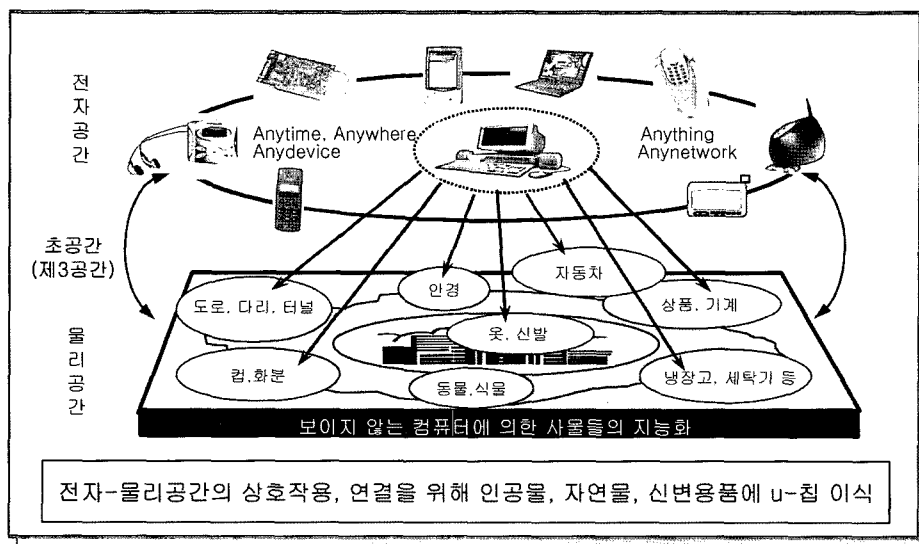 전자공간
Anytime, Anywhere,
Anydevice
Anything
Anynetwork
초공간
(제3공간)
물리공간
자동차
안경
도로, 다리, 터널
상품, 기계
옷, 신발
컵,화분
동물,식물
냉장고, 세탁기 등
보이지 않는 컴퓨터에 의한 사물들의 지능화
전자-물리공간의 상호작용, 연결을 위해 인공물, 자연물, 신변용품에 u-칩 이식